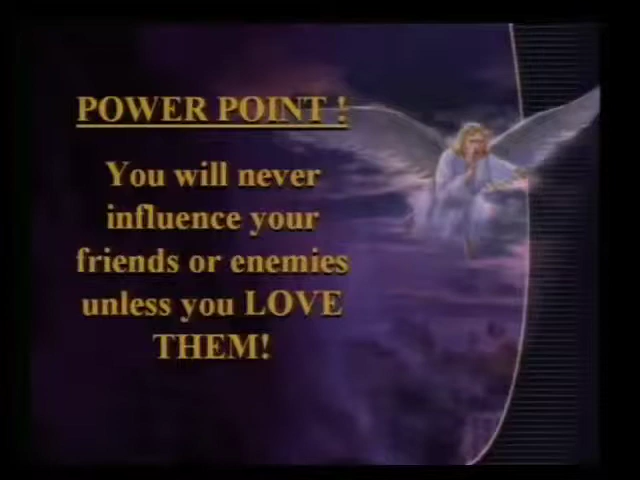 POWER POINT !
You will never
influence your
friends or enemies
unless you LOVE
THEM!